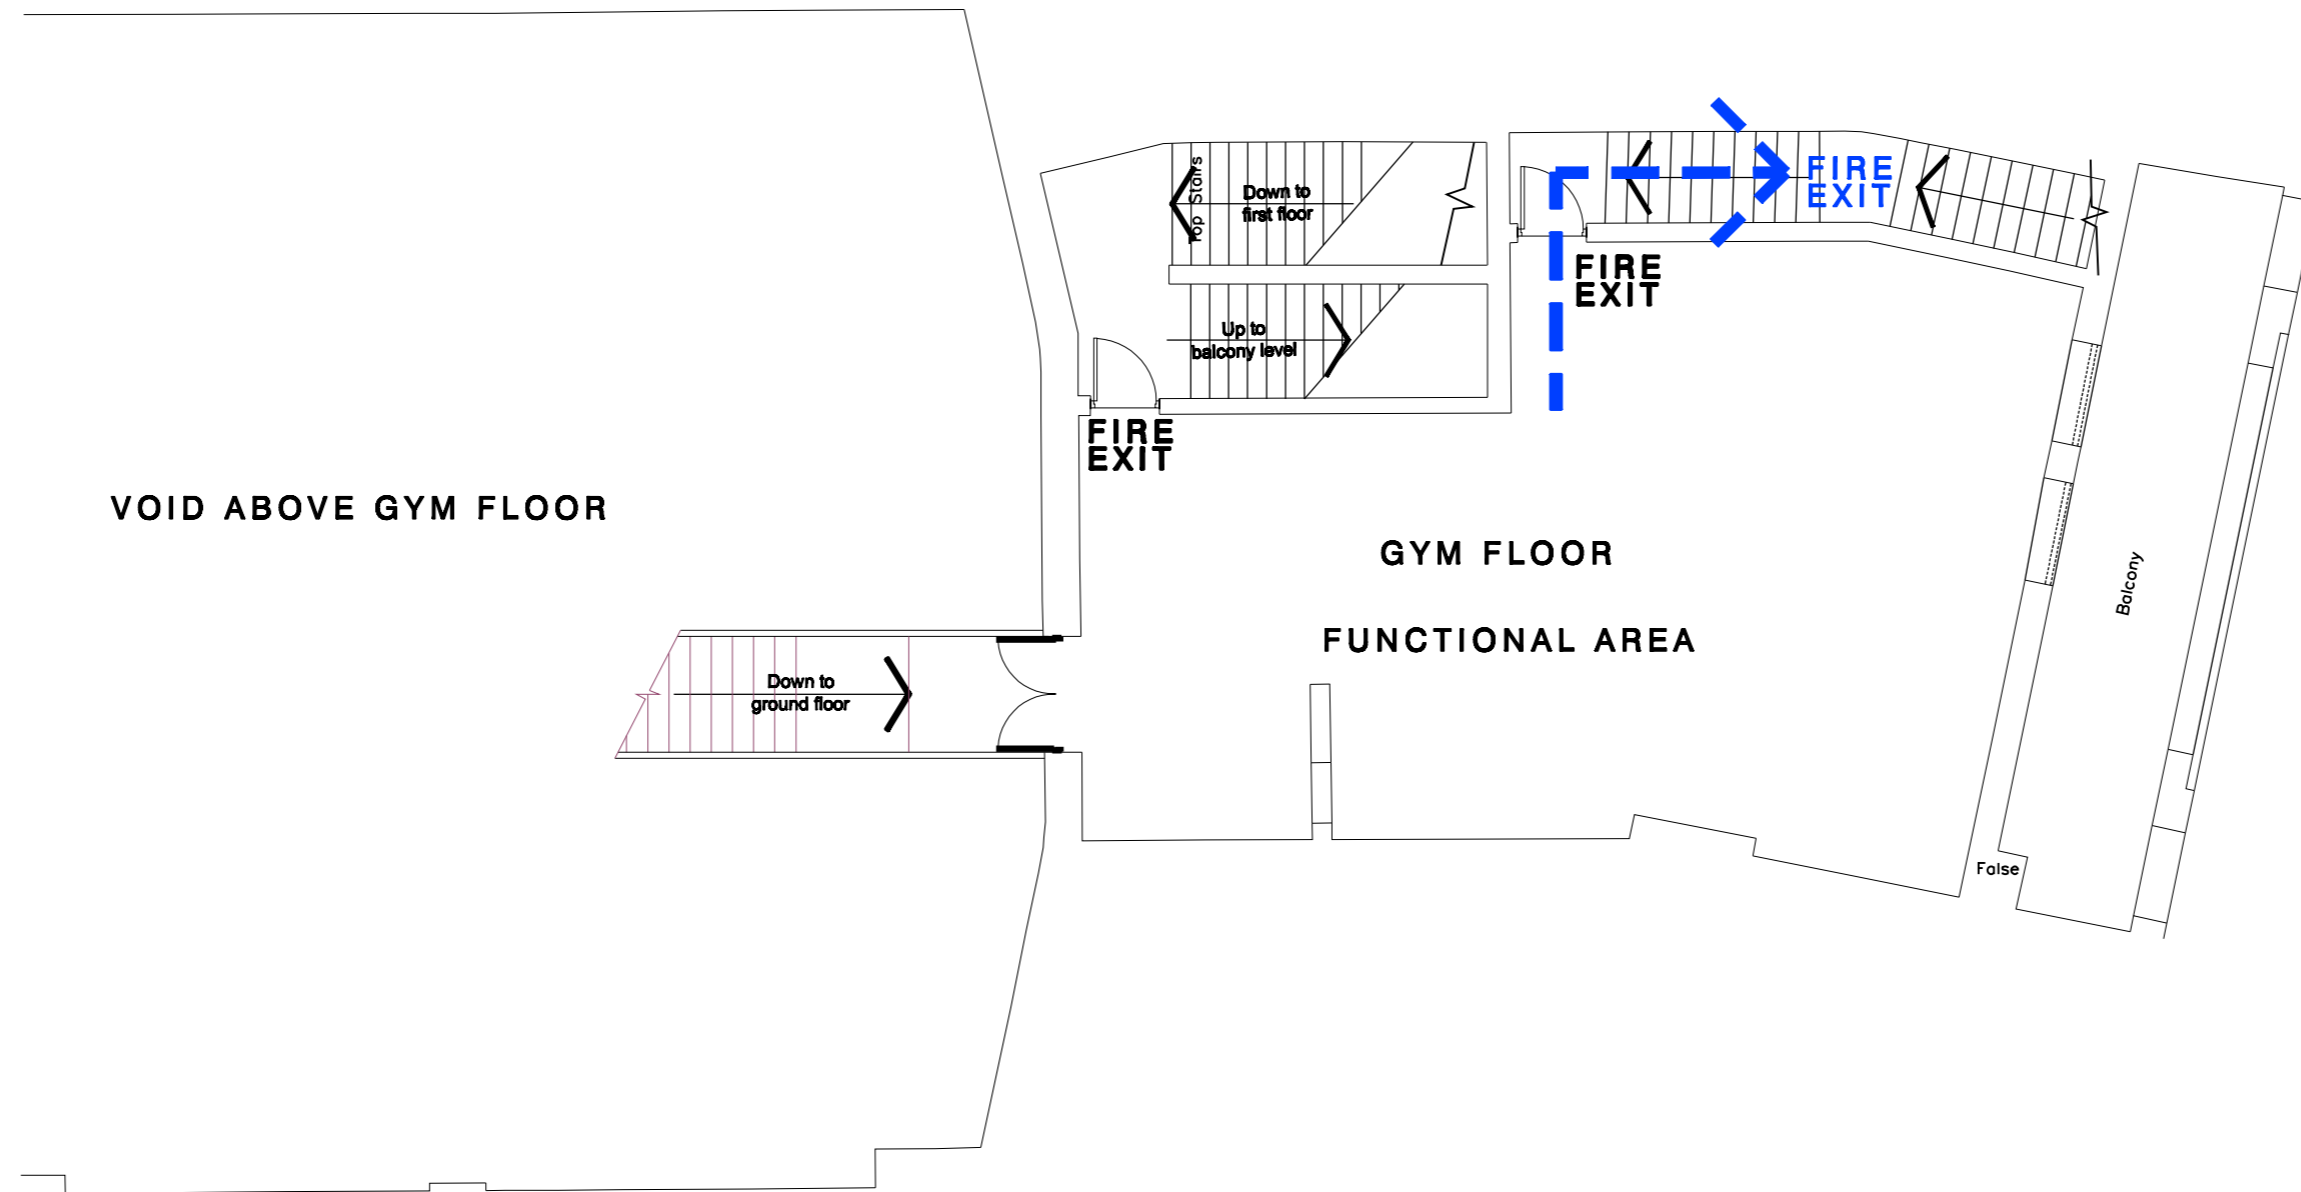 Top Stairs
Down to
first floor
FIRE
EXIT
FIRE
EXIT
Up to
balcony level
FIRE
EXIT
VOID ABOVE GYM FLOOR
GYM FLOOR
FUNCTIONAL AREA
Balcony
Down to
ground floor
False